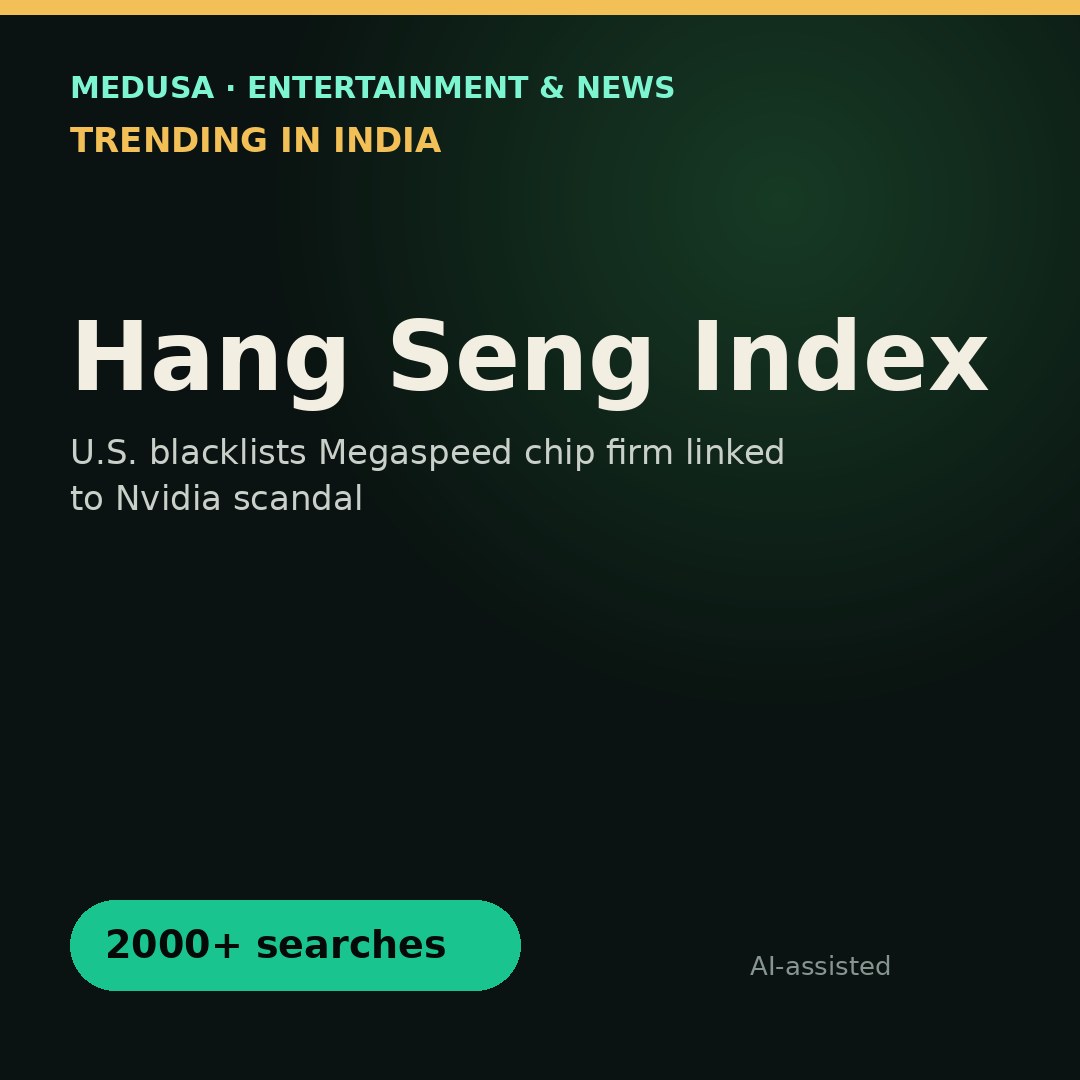 MEDUSA · ENTERTAINMENT & NEWS
TRENDING IN INDIA
Hang Seng Index
U.S. blacklists Megaspeed chip firm linked
to Nvidia scandal
2000+ searches
AI-assisted